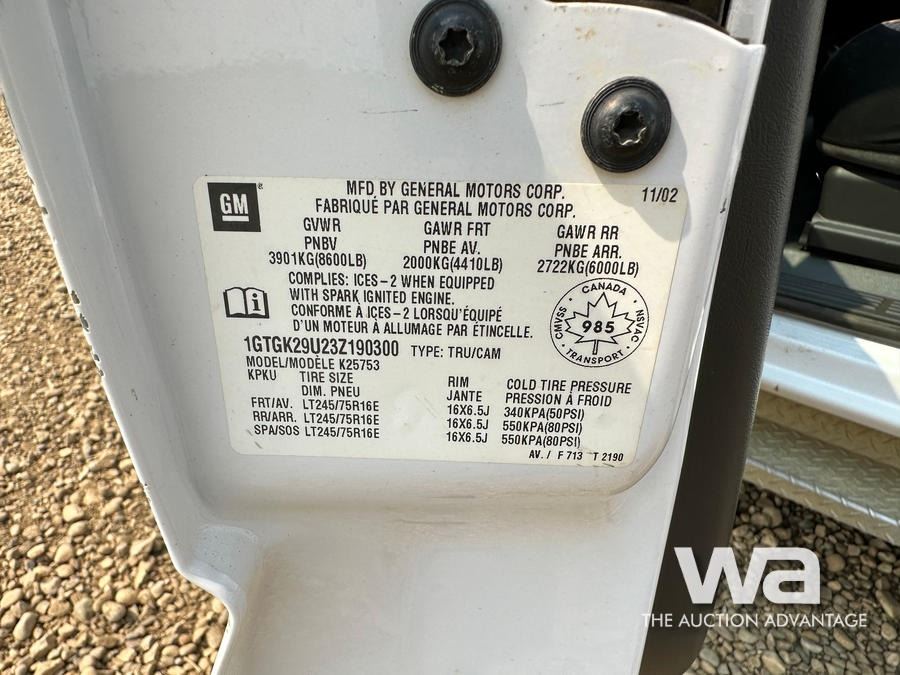 GM
MFD BY GENERAL MOTORS CORP. 11/02
FABRIQUÉ PAR GENERAL MOTORS CORP.
GVWR GAWR FRT GAWR RR
PNBV PNBE AV. PNBE ARR.
3901KG(8600LB) 2000KG(4410LB) 2722KG(6000LB)
COMPLIES: ICES-2 WHEN EQUIPPED
WITH SPARK IGNITED ENGINE.
CONFORME À ICES-2 LORSQU'ÉQUIPÉ
D'UN MOTEUR À ALLUMAGE PAR ÉTINCELLE.
CANADA
CMVSS 985 NSVAC
TRANSPORT
1GTGK29U23Z190300 TYPE: TRU/CAM
MODEL/MODÈLE K25753
KPKU TIRE SIZE RIM COLD TIRE PRESSURE
DIM. PNEU JANTE PRESSION À FROID
FRT/AV. LT245/75R16E 16X6.5J 340KPA(50PSI)
RR/ARR. LT245/75R16E 16X6.5J 550KPA(80PSI)
SPA/SOS LT245/75R16E 16X6.5J 550KPA(80PSI)
AV. / F 713 T 2190
wa
THE AUCTION ADVANTAGE